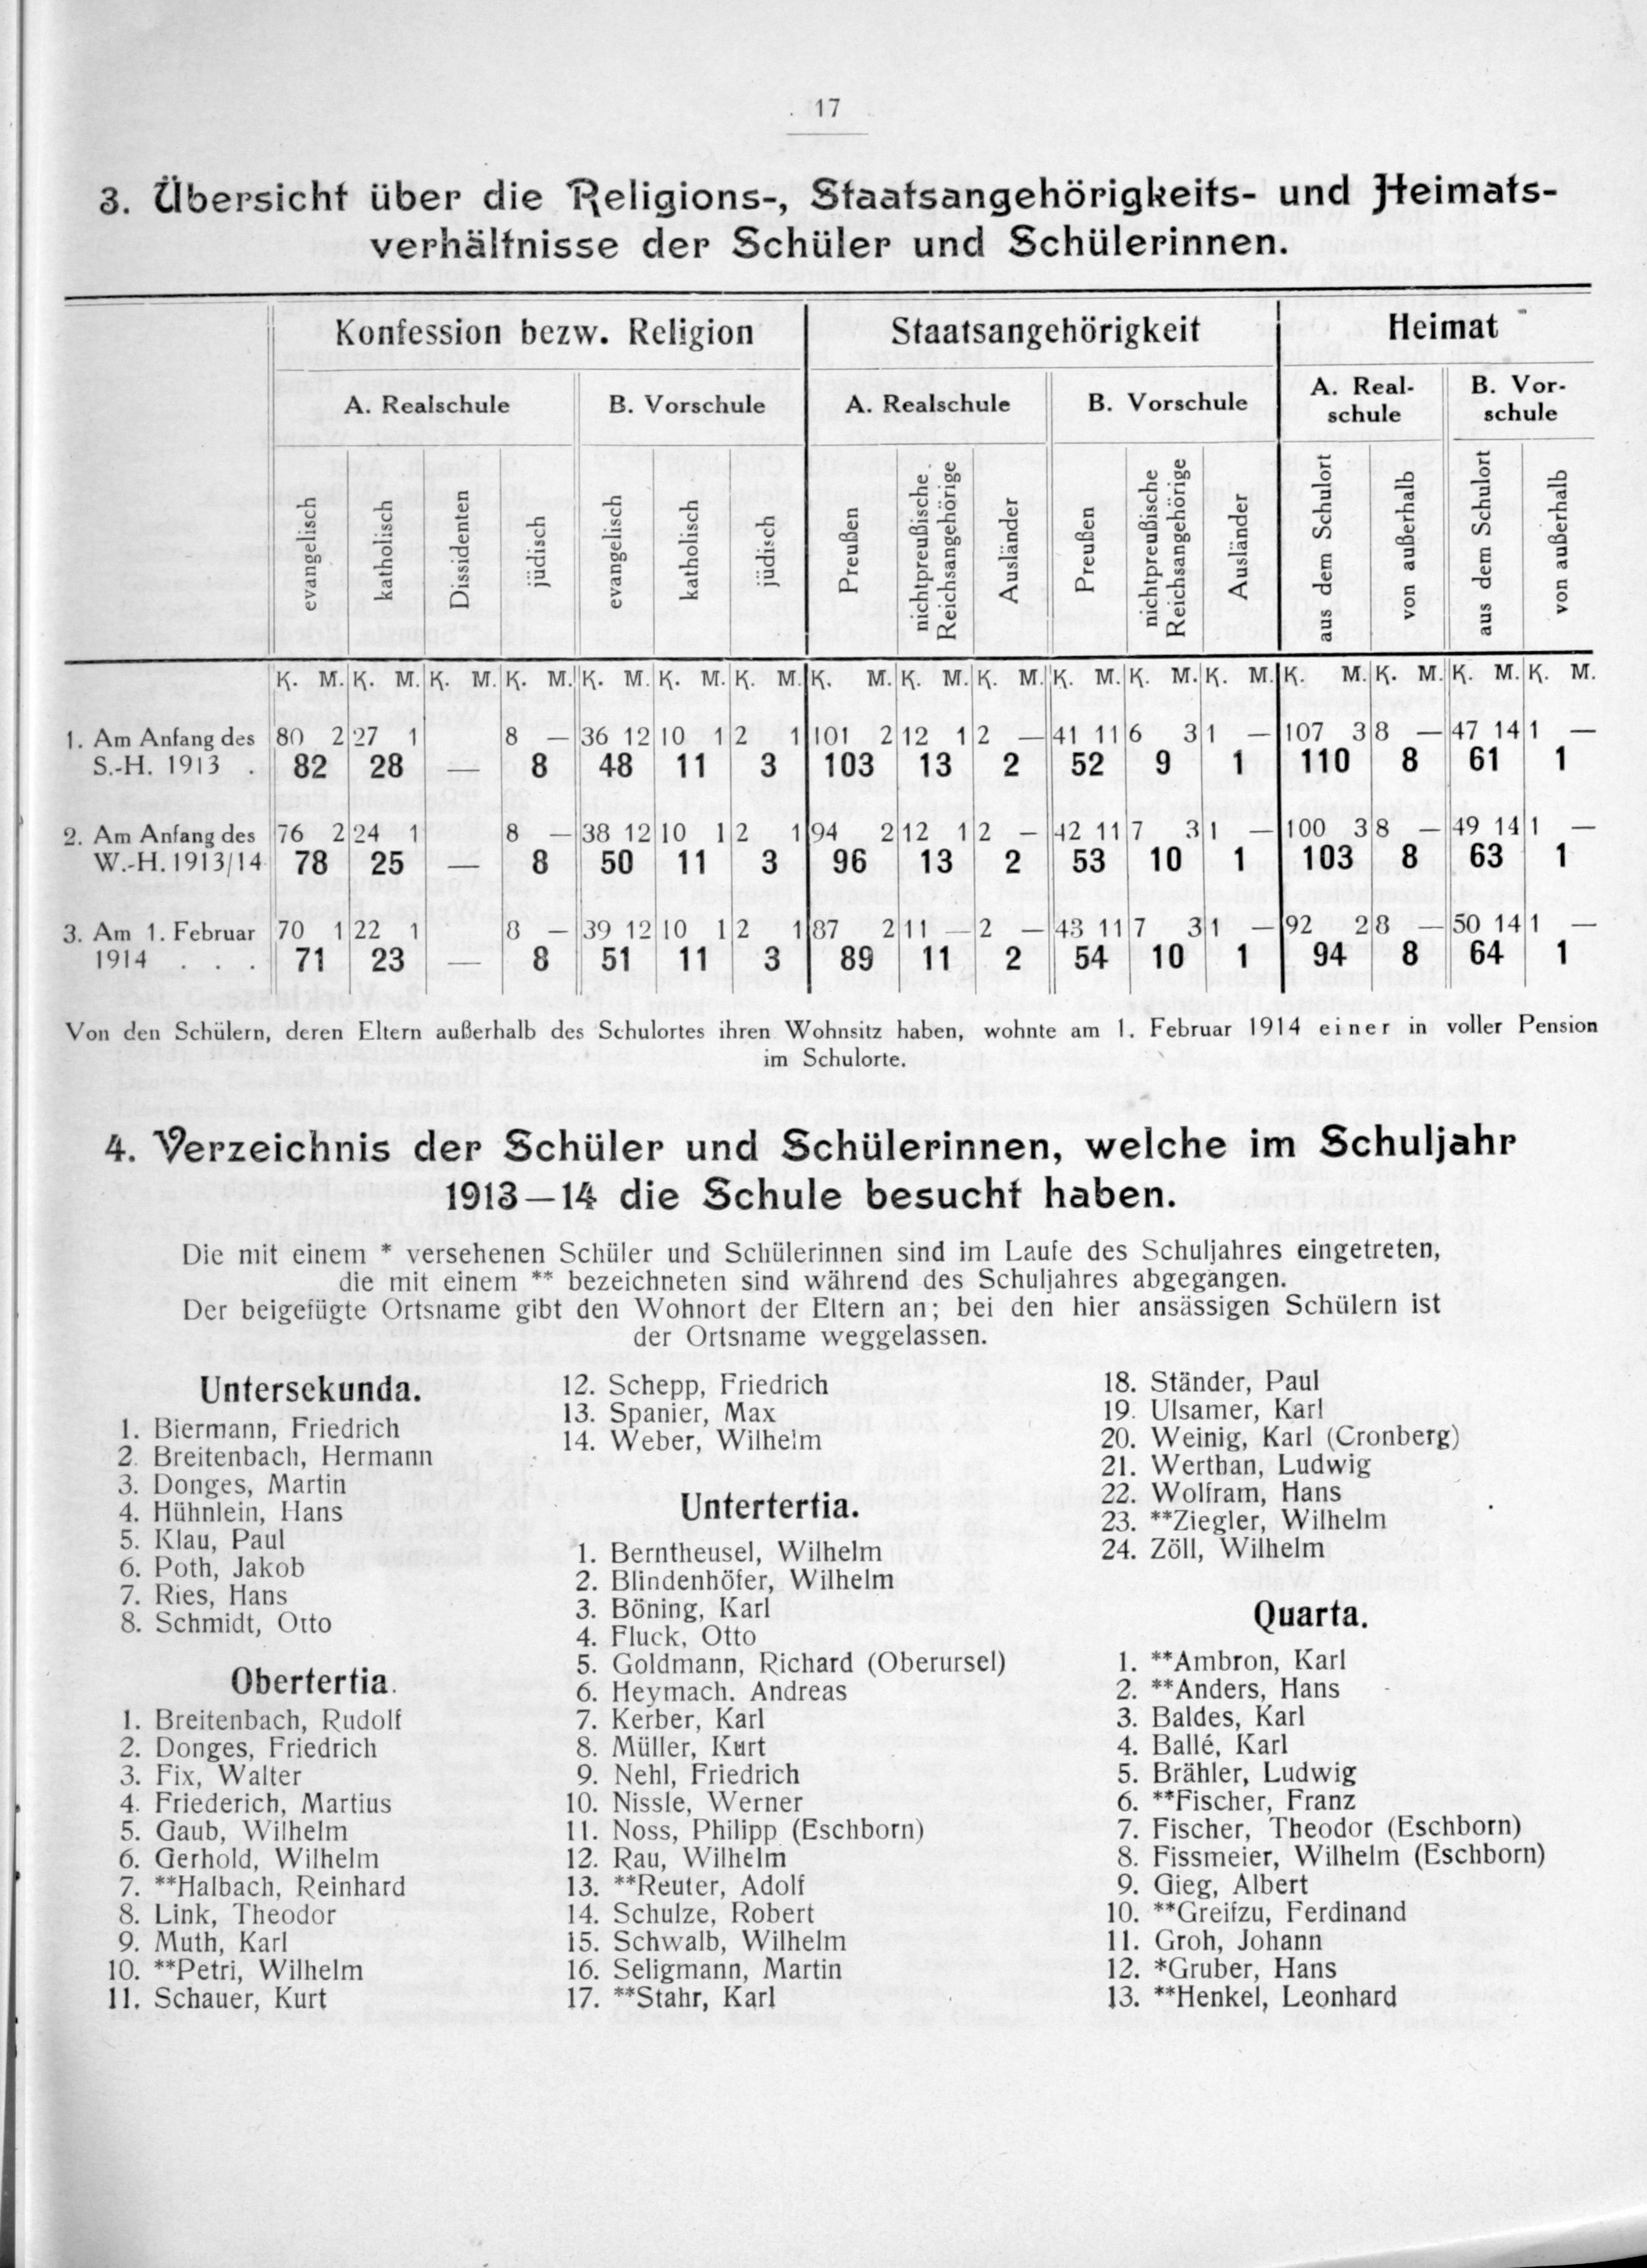 17
3. Übersicht über die Religions-, Staatsangehörigkeits- und Heimats-
verhältnisse der Schüler und Schülerinnen.
Konfession bezw. Religion Staatsangehörigkeit Heimat
A. Realschule B. Vorschule A. Realschule B. Vorschule A. Real-
schule B. Vor-
schule
evangelisch katholisch Dissidenten jüdisch evangelisch katholisch jüdisch Preußen nichtpreußische Reichsangehörige Ausländer Preußen nichtpreußische Reichsangehörige Ausländer aus dem Schulort von außerhalb aus dem Schulort von außerhalb
K. M. K. M. K. M. K. M. K. M. K. M. K. M. K. M. K. M. K. M. K. M. K. M. K. M. K. M. K. M. K. M. K. M.
1. Am Anfang des 80 2 27 1 8 — 36 12 10 1 2 1 101 2 12 1 2 — 41 11 6 3 1 — 107 3 8 — 47 14 1 —
S.-H. 1913 . 82 28 — 8 48 11 3 103 13 2 52 9 1 110 8 61 1
2. Am Anfang des 76 2 24 1 8 — 38 12 10 1 2 1 94 2 12 1 2 — 42 11 7 3 1 — 100 3 8 — 49 14 1 —
W.-H. 1913/14 78 25 — 8 50 11 3 96 13 2 53 10 1 103 8 63 1
3. Am 1. Februar 70 1 22 1 8 — 39 12 10 1 2 1 87 2 11 — 2 — 43 11 7 3 1 — 92 2 8 — 50 14 1 —
1914 . . . 71 23 — 8 51 11 3 89 11 2 54 10 1 94 8 64 1
Von den Schülern, deren Eltern außerhalb des Schulortes ihren Wohnsitz haben, wohnte am 1. Februar 1914 einer in voller Pension
im Schulorte.
4. Verzeichnis der Schüler und Schülerinnen, welche im Schuljahr
1913—14 die Schule besucht haben.
Die mit einem * versehenen Schüler und Schülerinnen sind im Laufe des Schuljahres eingetreten,
die mit einem ** bezeichneten sind während des Schuljahres abgegangen.
Der beigefügte Ortsname gibt den Wohnort der Eltern an; bei den hier ansässigen Schülern ist
der Ortsname weggelassen.
Untersekunda.
1. Biermann, Friedrich
2. Breitenbach, Hermann
3. Donges, Martin
4. Hühnlein, Hans
5. Klau, Paul
6. Poth, Jakob
7. Ries, Hans
8. Schmidt, Otto
Obertertia.
1. Breitenbach, Rudolf
2. Donges, Friedrich
3. Fix, Walter
4. Friederich, Martius
5. Gaub, Wilhelm
6. Gerhold, Wilhelm
7. **Halbach, Reinhard
8. Link, Theodor
9. Muth, Karl
10. **Petri, Wilhelm
11. Schauer, Kurt
12. Schepp, Friedrich
13. Spanier, Max
14. Weber, Wilhelm
Untertertia.
1. Berntheusel, Wilhelm
2. Blindenhöfer, Wilhelm
3. Böning, Karl
4. Fluck, Otto
5. Goldmann, Richard (Oberursel)
6. Heymach. Andreas
7. Kerber, Karl
8. Müller, Kurt
9. Nehl, Friedrich
10. Nissle, Werner
11. Noss, Philipp (Eschborn)
12. Rau, Wilhelm
13. **Reuter, Adolf
14. Schulze, Robert
15. Schwalb, Wilhelm
16. Seligmann, Martin
17. **Stahr, Karl
18. Ständer, Paul
19. Ulsamer, Karl
20. Weinig, Karl (Cronberg)
21. Werthan, Ludwig
22. Wolfram, Hans
23. **Ziegler, Wilhelm
24. Zöll, Wilhelm
Quarta.
1. **Ambron, Karl
2. **Anders, Hans
3. Baldes, Karl
4. Ballé, Karl
5. Brähler, Ludwig
6. **Fischer, Franz
7. Fischer, Theodor (Eschborn)
8. Fissmeier, Wilhelm (Eschborn)
9. Gieg, Albert
10. **Greifzu, Ferdinand
11. Groh, Johann
12. *Gruber, Hans
13. **Henkel, Leonhard